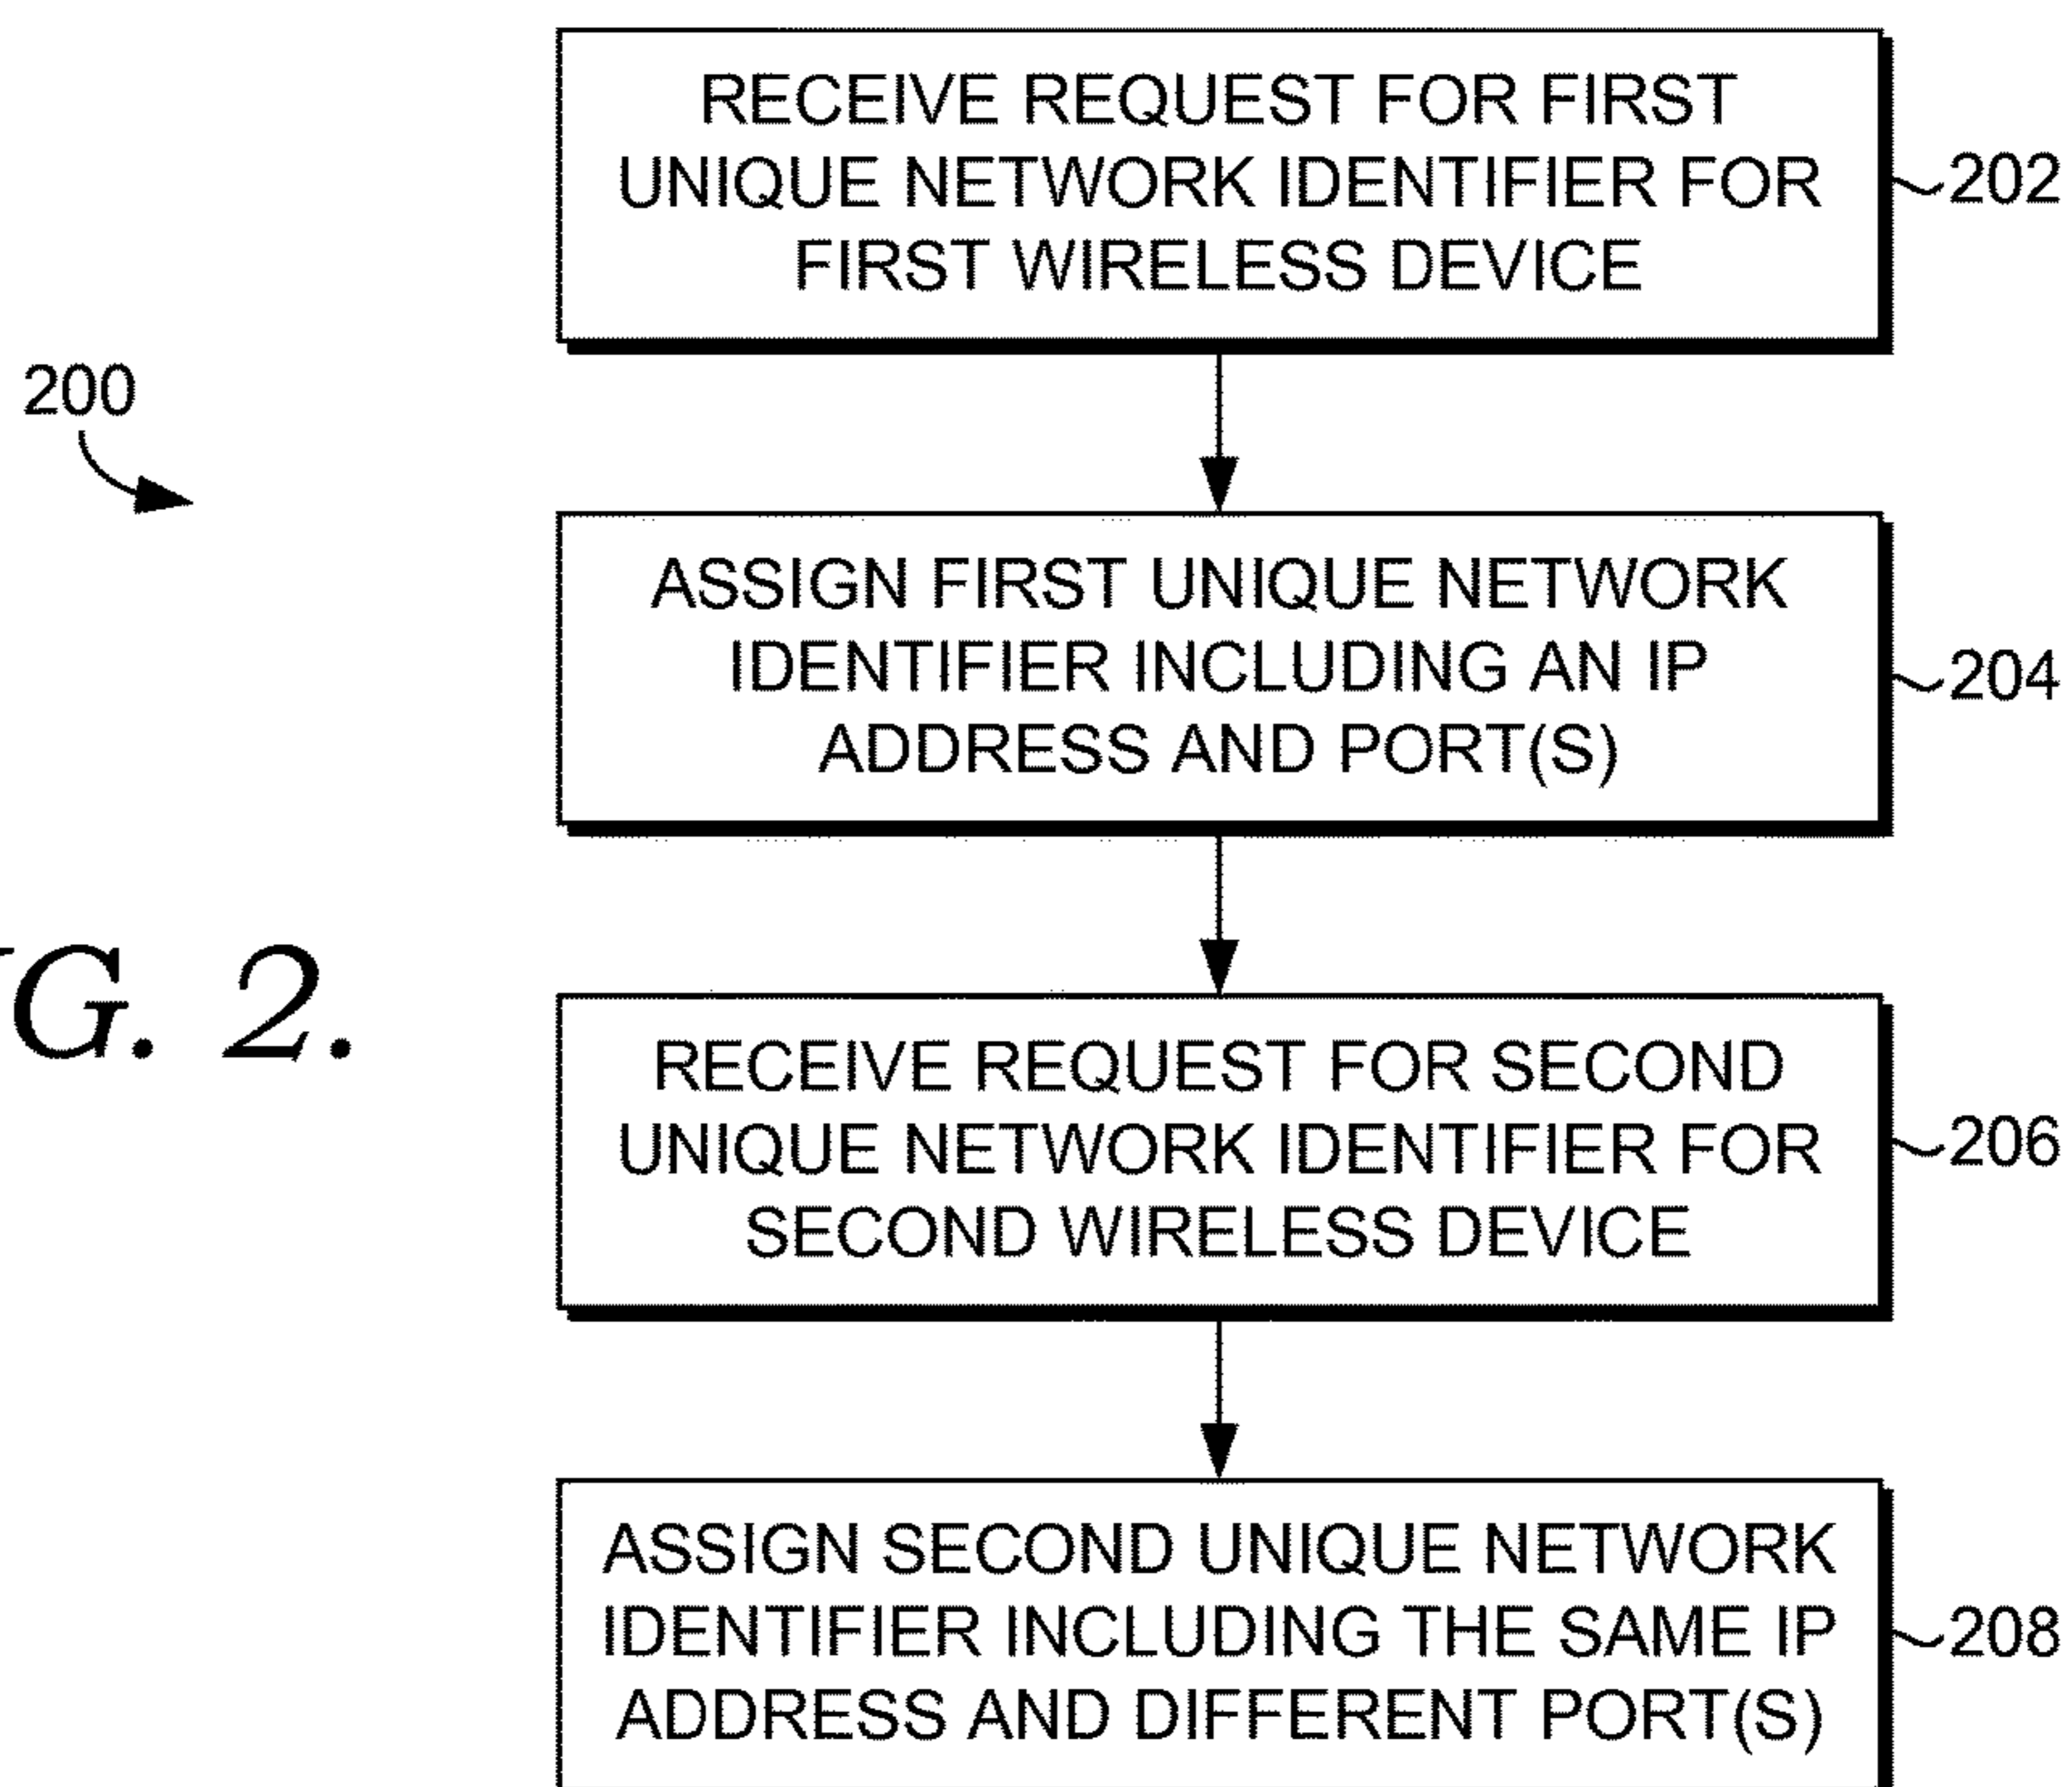 RECEIVE REQUEST FOR FIRST
UNIQUE NETWORK IDENTIFIER FOR
FIRST WIRELESS DEVICE
202
200
ASSIGN FIRST UNIQUE NETWORK
IDENTIFIER INCLUDING AN IP
ADDRESS AND PORT(S)
204
G. 2.
RECEIVE REQUEST FOR SECOND
UNIQUE NETWORK IDENTIFIER FOR
SECOND WIRELESS DEVICE
206
ASSIGN SECOND UNIQUE NETWORK
IDENTIFIER INCLUDING THE SAME IP
ADDRESS AND DIFFERENT PORT(S)
208